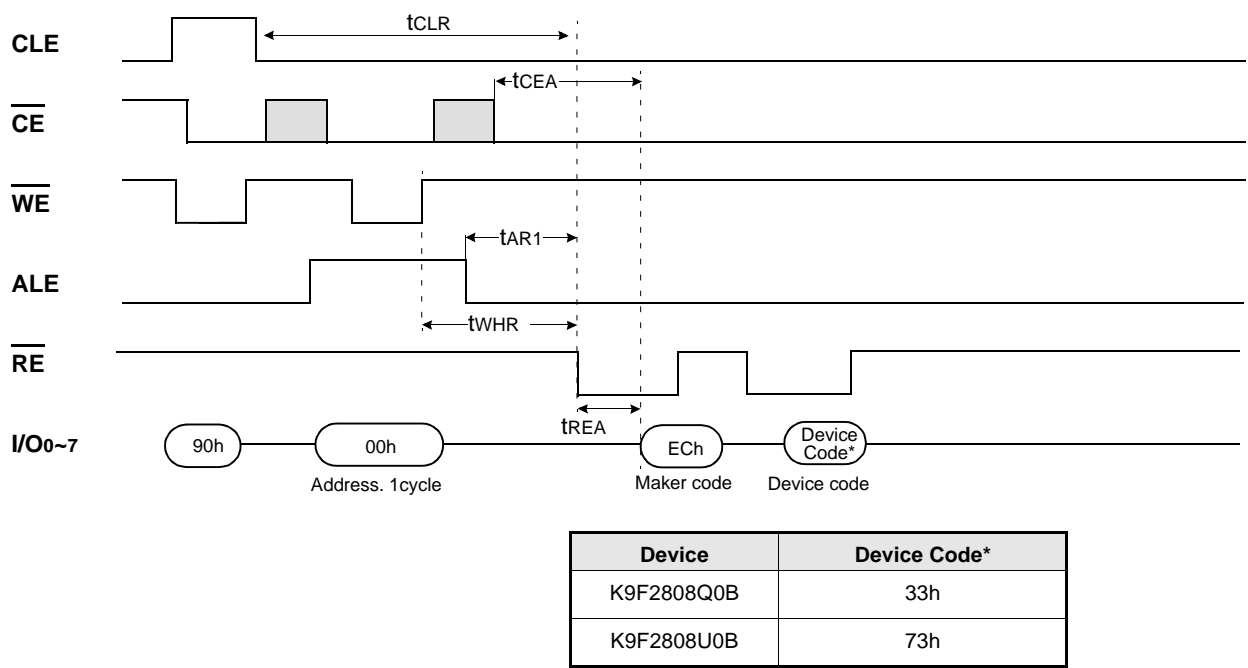 tCLR
CLE
tCEA
CE
WE
tAR1
ALE
tWHR
RE
tREA
I/O0~7
90h
00h
ECh
Device
Code*
Address. 1cycle
Maker code
Device code
Device Device Code*
K9F2808Q0B 33h
K9F2808U0B 73h